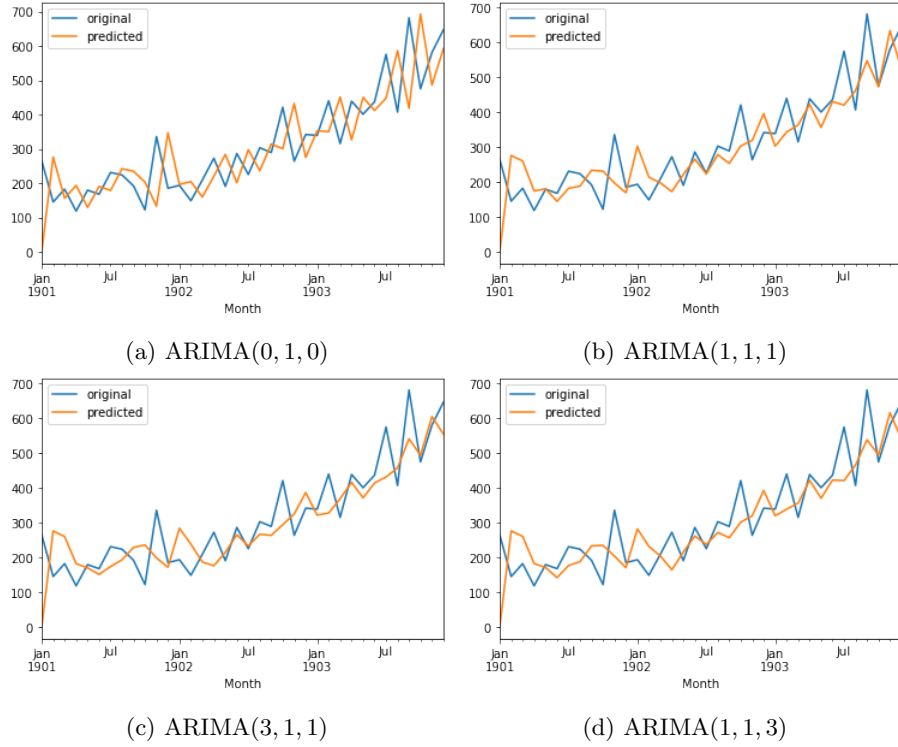 original
predicted
700
600
500
400
300
200
100
0
Jan
1901
Jul
Jan
1902
Jul
Jan
1903
Jul
Month
(a) ARIMA(0, 1, 0)
original
predicted
700
600
500
400
300
200
100
0
Jan
1901
Jul
Jan
1902
Jul
Jan
1903
Jul
Month
(b) ARIMA(1, 1, 1)
original
predicted
700
600
500
400
300
200
100
0
Jan
1901
Jul
Jan
1902
Jul
Jan
1903
Jul
Month
(c) ARIMA(3, 1, 1)
original
predicted
700
600
500
400
300
200
100
0
Jan
1901
Jul
Jan
1902
Jul
Jan
1903
Jul
Month
(d) ARIMA(1, 1, 3)